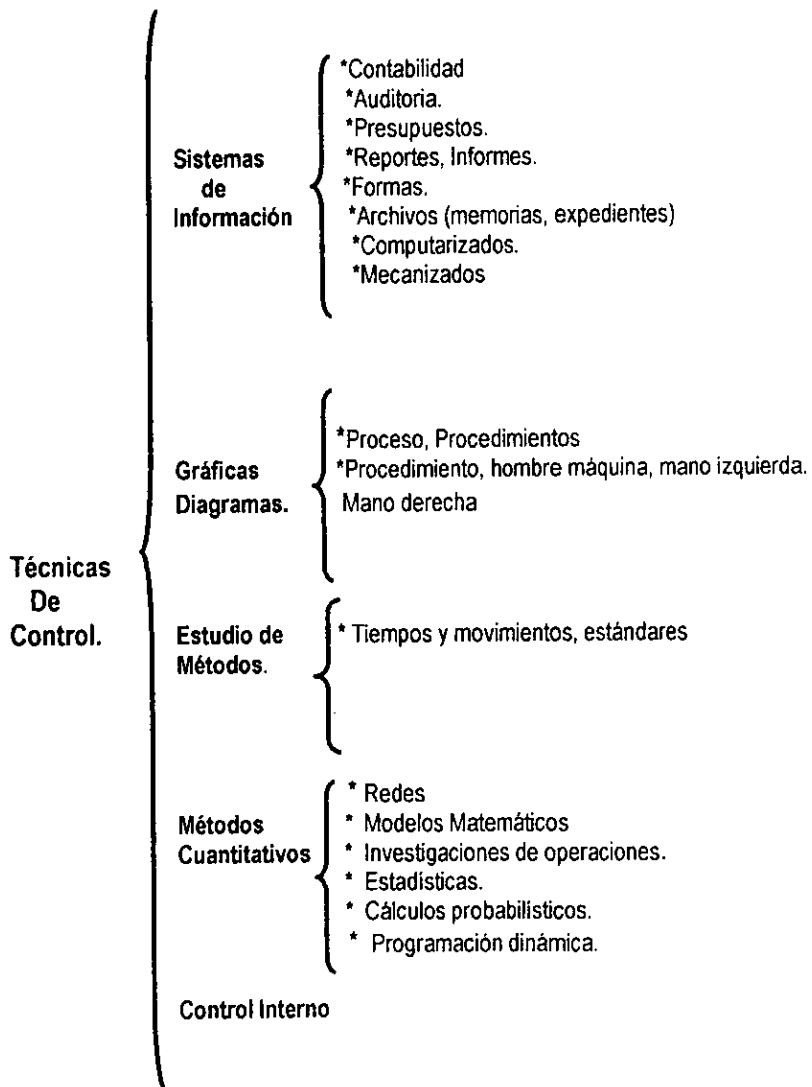 Técnicas
De
Control.
Sistemas
de
Información
*Contabilidad
*Auditoria.
*Presupuestos.
*Reportes, Informes.
*Formas.
*Archivos (memorias, expedientes)
*Computarizados.
*Mecanizados
Gráficas
Diagramas.
*Proceso, Procedimientos
*Procedimiento, hombre máquina, mano izquierda.
Mano derecha
Estudio de
Métodos.
* Tiempos y movimientos, estándares
Métodos
Cuantitativos
* Redes
* Modelos Matemáticos
* Investigaciones de operaciones.
* Estadísticas.
* Cálculos probabilísticos.
* Programación dinámica.
Control Interno